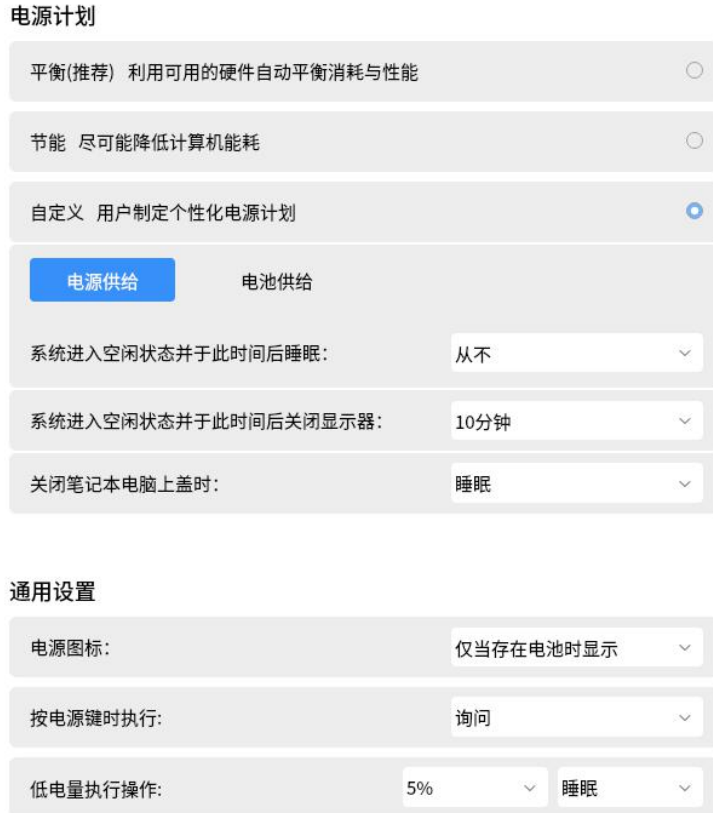 电源计划
平衡(推荐) 利用可用的硬件自动平衡消耗与性能
节能 尽可能降低计算机能耗
自定义 用户制定个性化电源计划
电源供给 电池供给
系统进入空闲状态并于此时间后睡眠: 从不
系统进入空闲状态并于此时间后关闭显示器: 10分钟
关闭笔记本电脑上盖时: 睡眠
通用设置
电源图标: 仅当存在电池时显示
按电源键时执行: 询问
低电量执行操作: 5% 睡眠